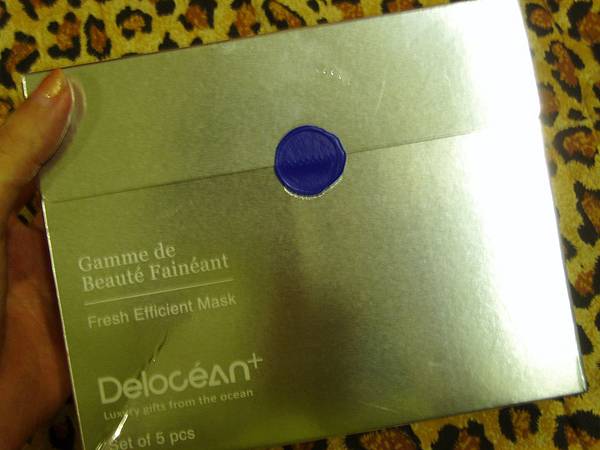 Gamme de
Beauté Fainéant
Fresh Efficient Mask
Delocéan+
Luxury gifts from the ocean
Set of 5 pcs